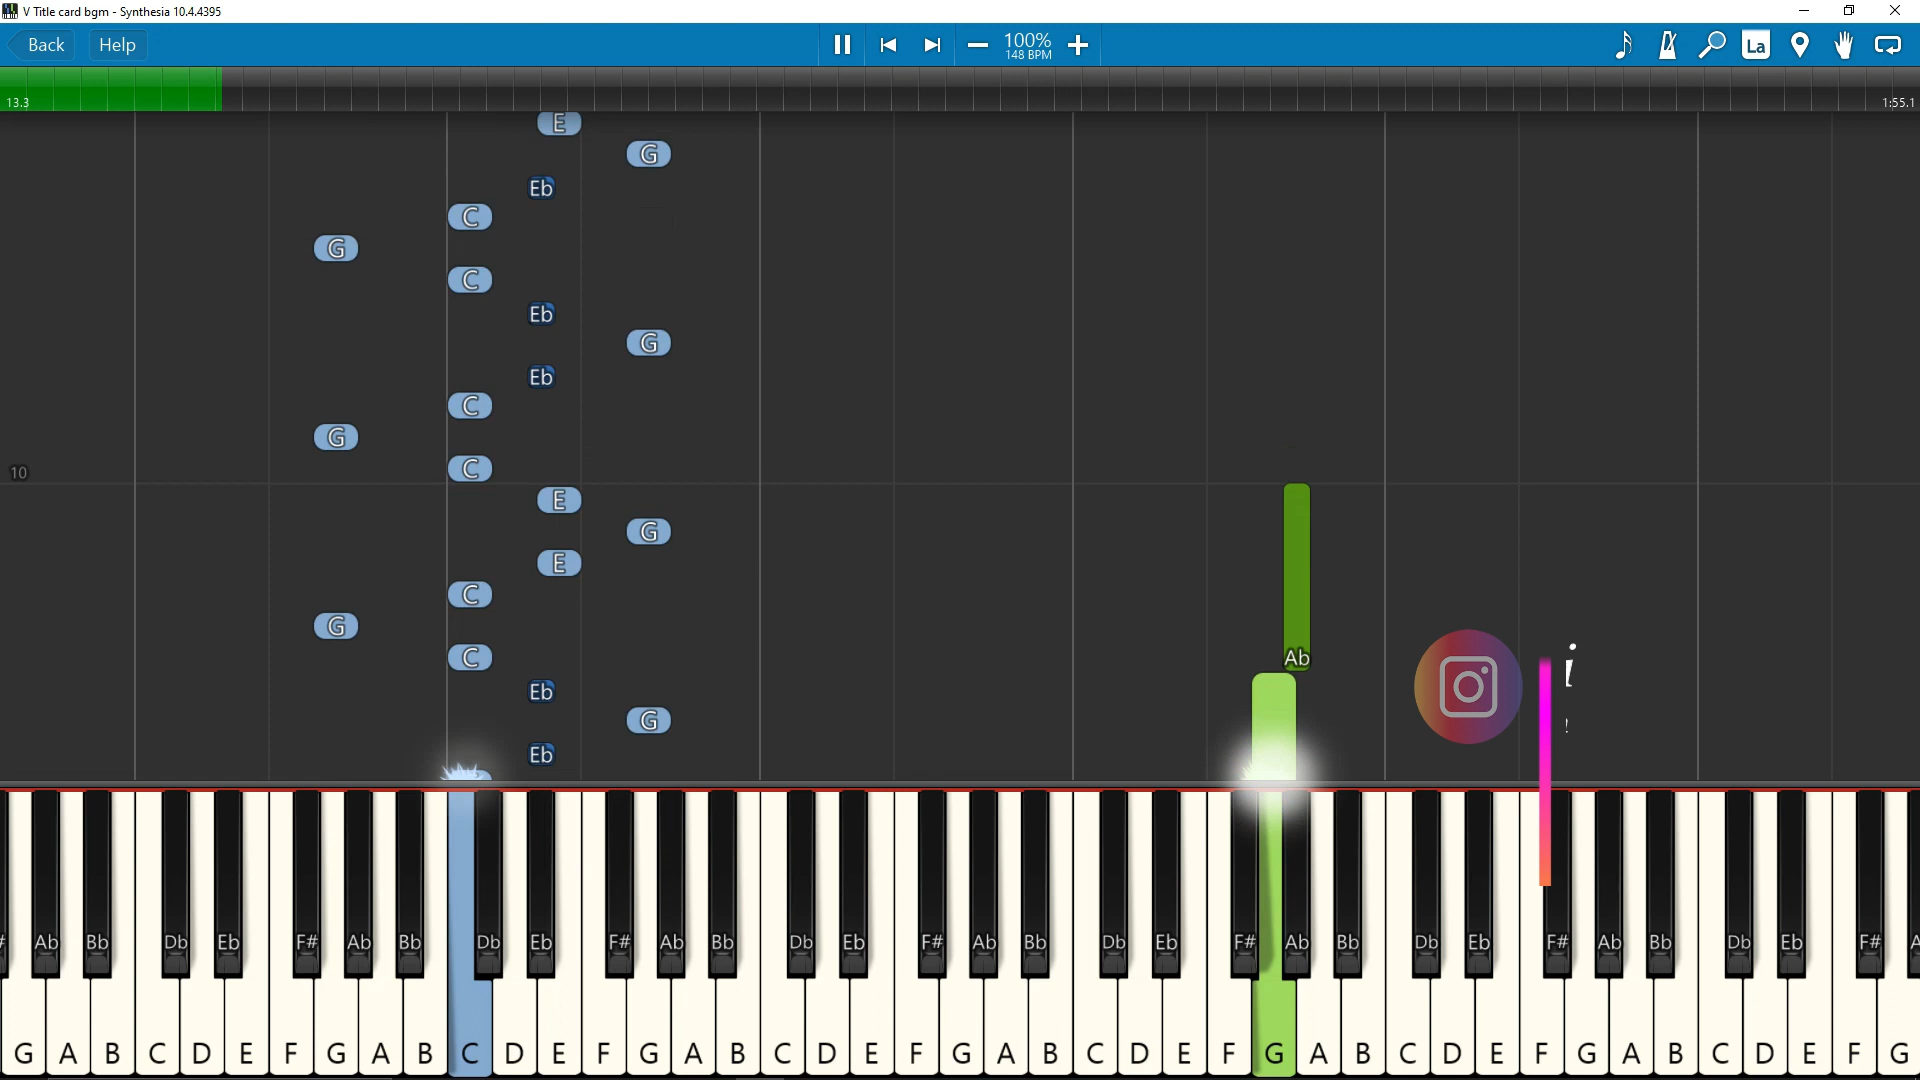 V Title card bgm - Synthesia 10.4.4395
Back
Help
100%
148 BPM
La
13.3
1:55.1
E
G
Eb
C
G
C
Eb
G
Eb
C
G
C
10
E
G
E
C
G
C
Ab
Eb
G
Eb
i
Ab Bb Db Eb F# Ab Bb Db Eb F# Ab Bb Db Eb F# Ab Bb Db Eb F# Ab Bb Db Eb F# Ab Bb Db Eb F#
G A B C D E F G A B C D E F G A B C D E F G A B C D E F G A B C D E F G A B C D E F G